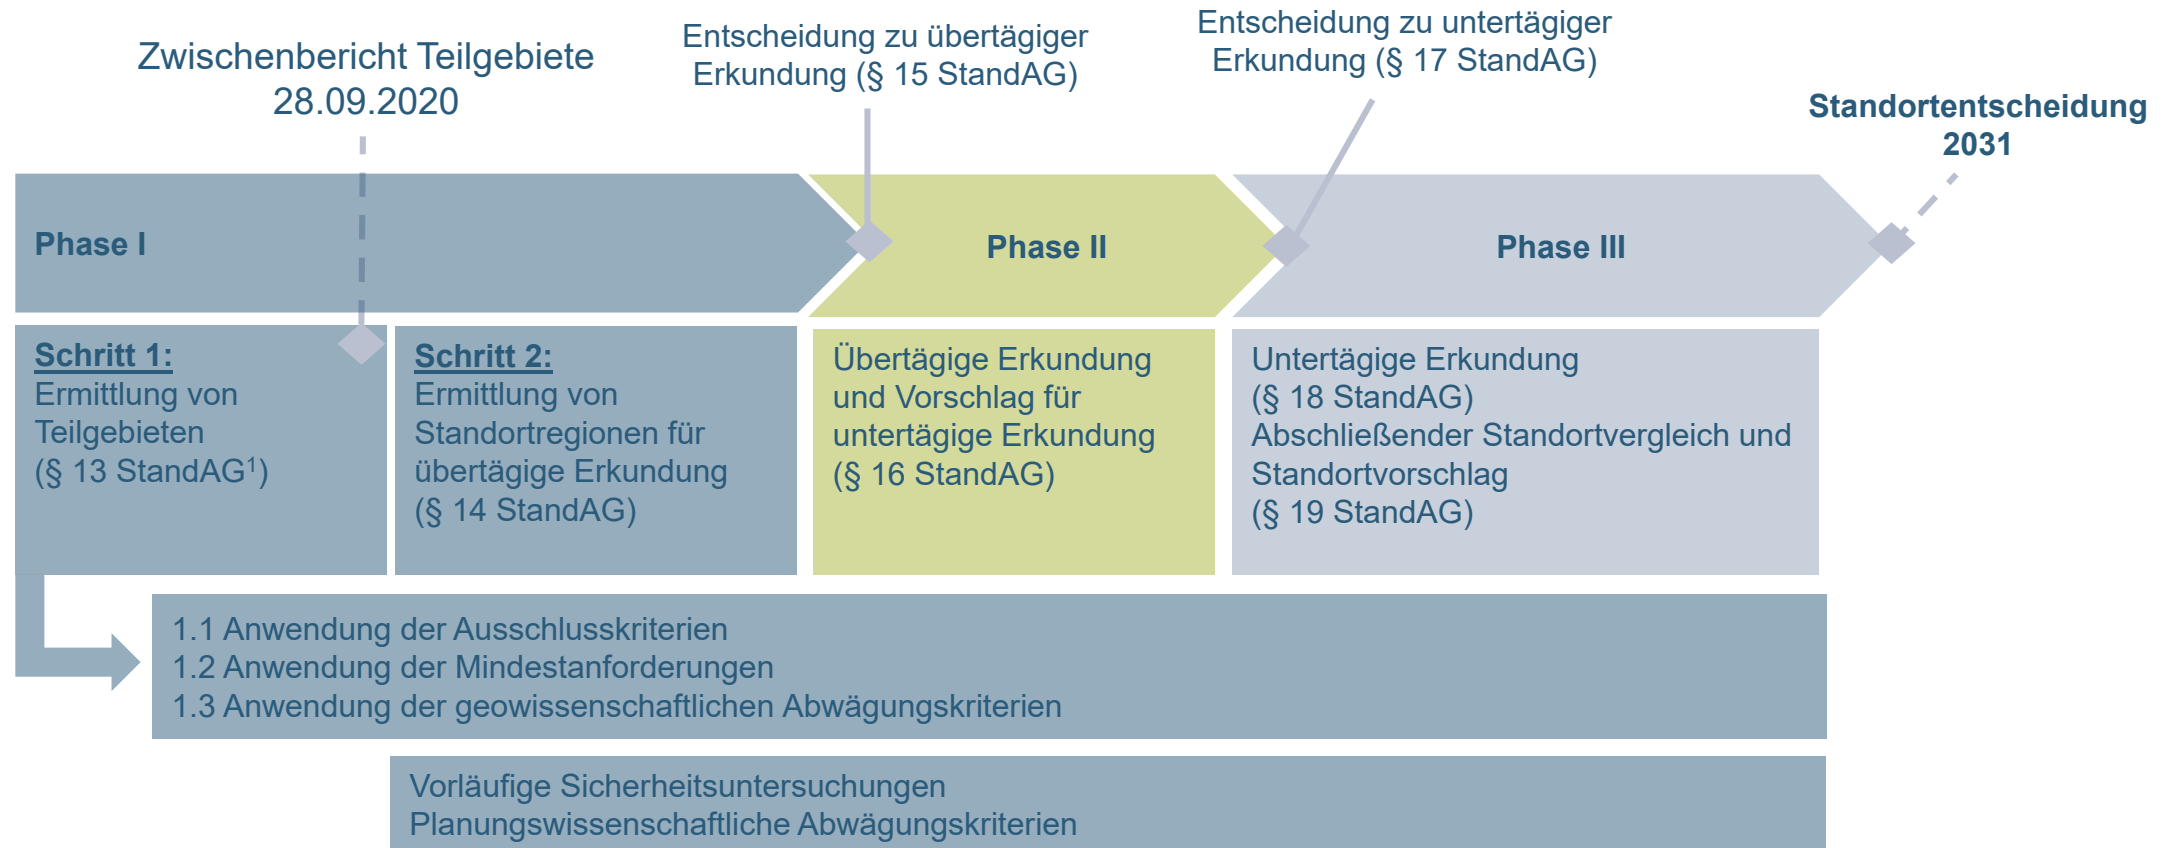 Zwischenbericht Teilgebiete
28.09.2020
Entscheidung zu übertägiger
Erkundung (§ 15 StandAG)
Entscheidung zu untertägiger
Erkundung (§ 17 StandAG)
Standortentscheidung
2031
Phase I
Phase II
Phase III
Schritt 1:
Ermittlung von
Teilgebieten
(§ 13 StandAG¹)
Schritt 2:
Ermittlung von
Standortregionen für
übertägige Erkundung
(§ 14 StandAG)
Übertägige Erkundung
und Vorschlag für
untertägige Erkundung
(§ 16 StandAG)
Untertägige Erkundung
(§ 18 StandAG)
Abschließender Standortvergleich und
Standortvorschlag
(§ 19 StandAG)
1.1 Anwendung der Ausschlusskriterien
1.2 Anwendung der Mindestanforderungen
1.3 Anwendung der geowissenschaftlichen Abwägungskriterien
Vorläufige Sicherheitsuntersuchungen
Planungswissenschaftliche Abwägungskriterien